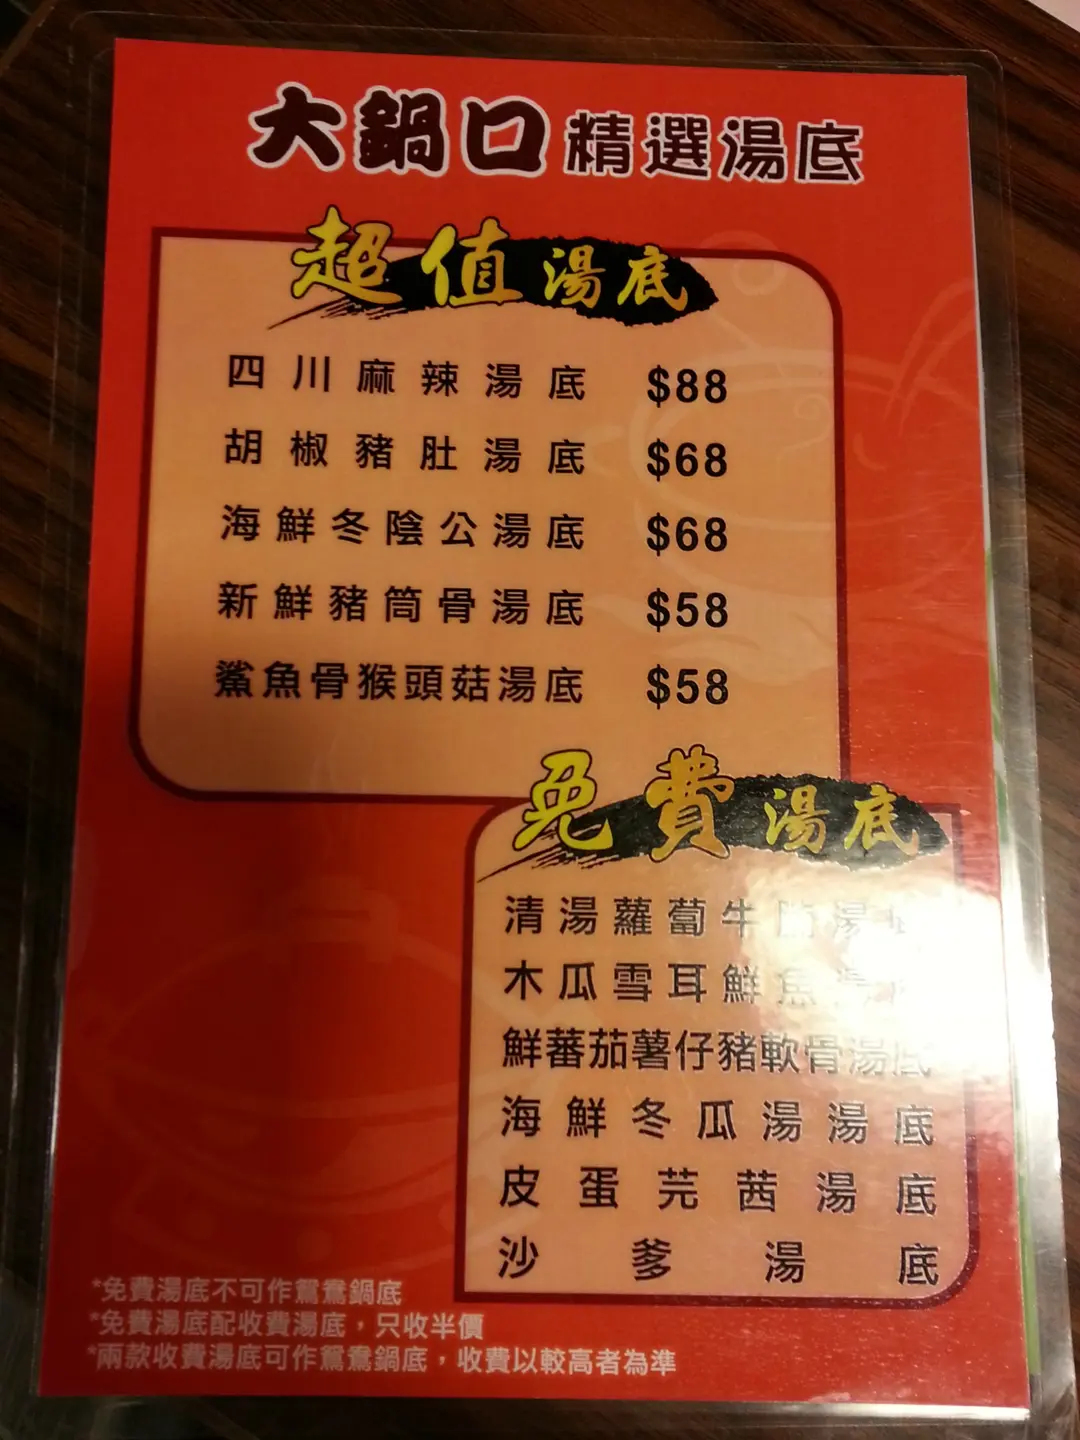 大鍋口精選湯底
超值湯底
四川麻辣湯底 $88
胡椒豬肚湯底 $68
海鮮冬陰公湯底 $68
新鮮豬筒骨湯底 $58
鯊魚骨猴頭菇湯底 $58
免費湯底
清湯蘿蔔牛湯
木瓜雪耳鮮魚湯
鮮蕃茄薯仔豬軟骨湯底
海鮮冬瓜湯湯底
皮蛋芫茜湯底
沙爹湯底
*免費湯底不可作鴛鴦鍋底
*免費湯底配收費湯底，只收半價
*兩款收費湯底可作鴛鴦鍋底，收費以較高者為準